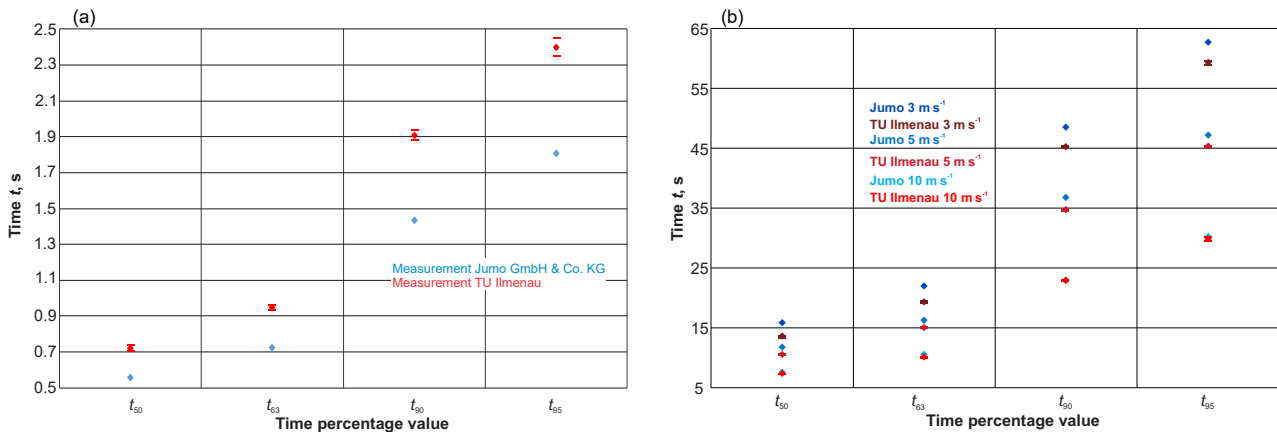 (a)
2.5
2.3
2.1
1.9
1.7
1.5
1.3
1.1
0.9
0.7
0.5
Time t, s
Measurement Jumo GmbH & Co. KG
Measurement TU Ilmenau
t50 t63 t90 t95
Time percentage value
(b)
65
55
45
35
25
15
5
Time t, s
Jumo 3 m s-1
TU Ilmenau 3 m s-1
Jumo 5 m s-1
TU Ilmenau 5 m s-1
Jumo 10 m s-1
TU Ilmenau 10 m s-1
t50 t63 t90 t95
Time percentage value